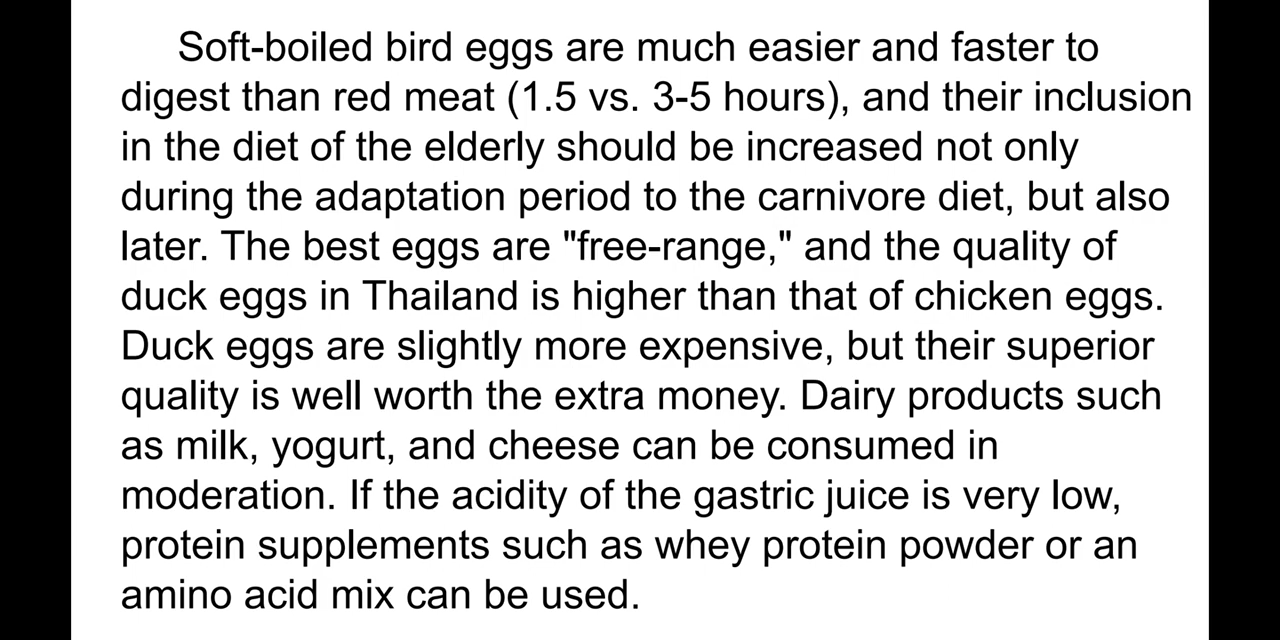 Soft-boiled bird eggs are much easier and faster to
digest than red meat (1.5 vs. 3-5 hours), and their inclusion
in the diet of the elderly should be increased not only
during the adaptation period to the carnivore diet, but also
later. The best eggs are "free-range," and the quality of
duck eggs in Thailand is higher than that of chicken eggs.
Duck eggs are slightly more expensive, but their superior
quality is well worth the extra money. Dairy products such
as milk, yogurt, and cheese can be consumed in
moderation. If the acidity of the gastric juice is very low,
protein supplements such as whey protein powder or an
amino acid mix can be used.